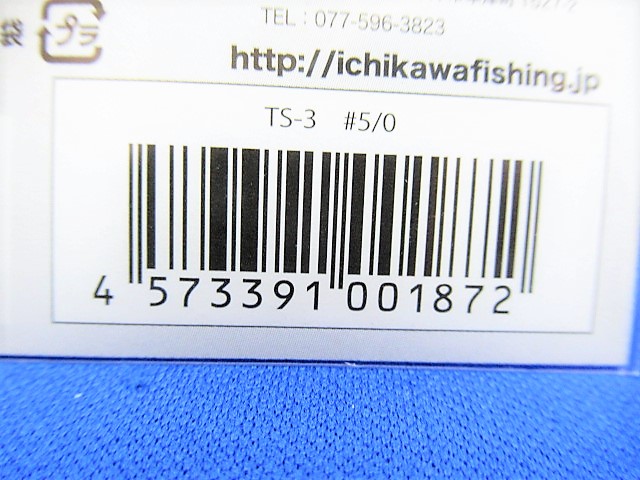 袋
プラ
TEL：077-596-3823
http://ichikawafishing.jp
TS-3 #5/0
4 573391 001872